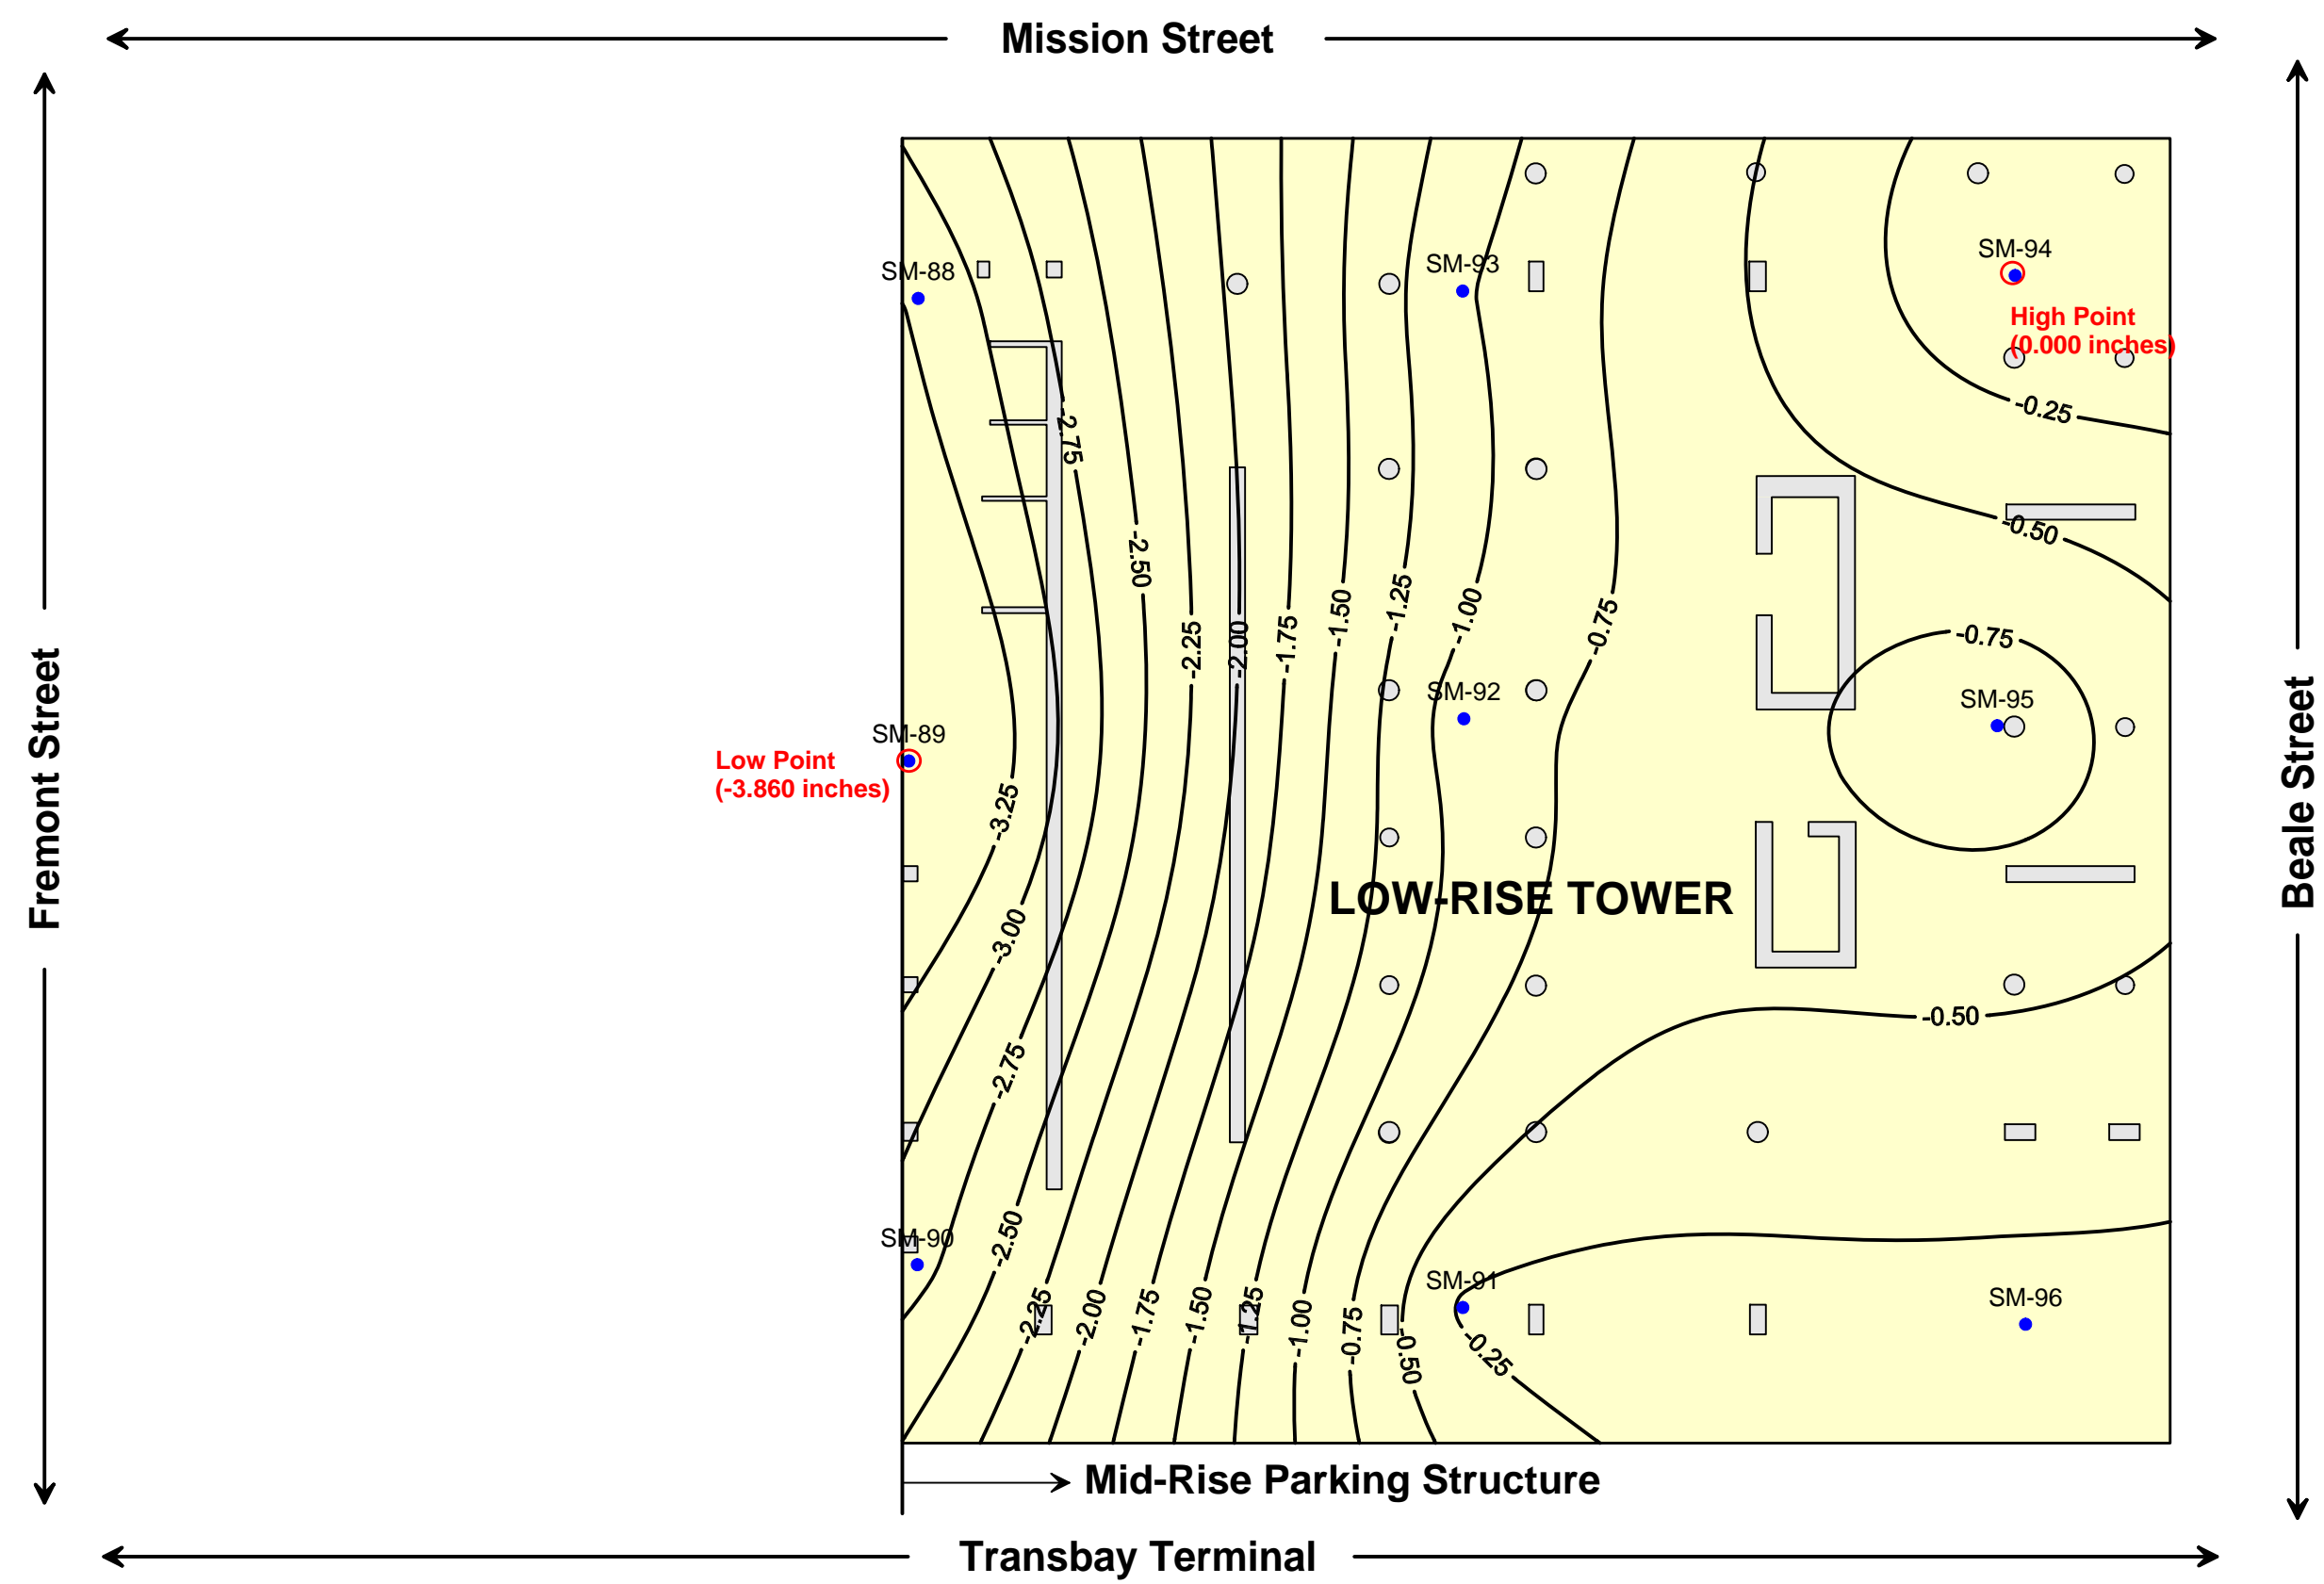 Mission Street
SM-88
SM-93
SM-94
High Point
(0.000 inches)
-0.25
-2.75
-0.50
-2.50
-2.25
-2.00
-1.75
-1.50
-1.25
-1.00
-0.75
-0.75
Fremont Street
Beale Street
SM-92
SM-95
SM-89
Low Point
(-3.860 inches)
-3.25
LOW-RISE TOWER
-3.00
-0.50
-2.75
-2.50
SM-90
SM-91
SM-96
-2.25
-2.00
-1.75
-1.50
-1.25
-1.00
-0.75
-0.50
-0.25
Mid-Rise Parking Structure
Transbay Terminal